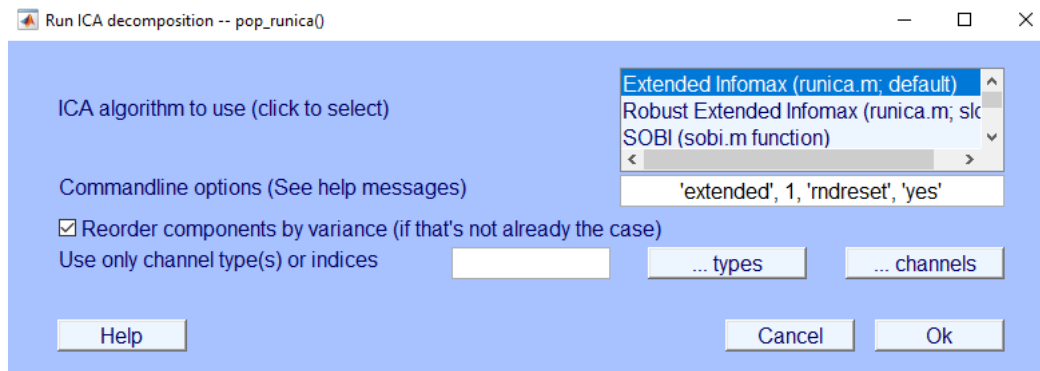 Run ICA decomposition -- pop_runica()
ICA algorithm to use (click to select)
Extended Infomax (runica.m; default)
Robust Extended Infomax (runica.m; slo
SOBI (sobi.m function)
Commandline options (See help messages)
'extended', 1, 'rndreset', 'yes'
Reorder components by variance (if that's not already the case)
Use only channel type(s) or indices
... types
... channels
Help
Cancel
Ok